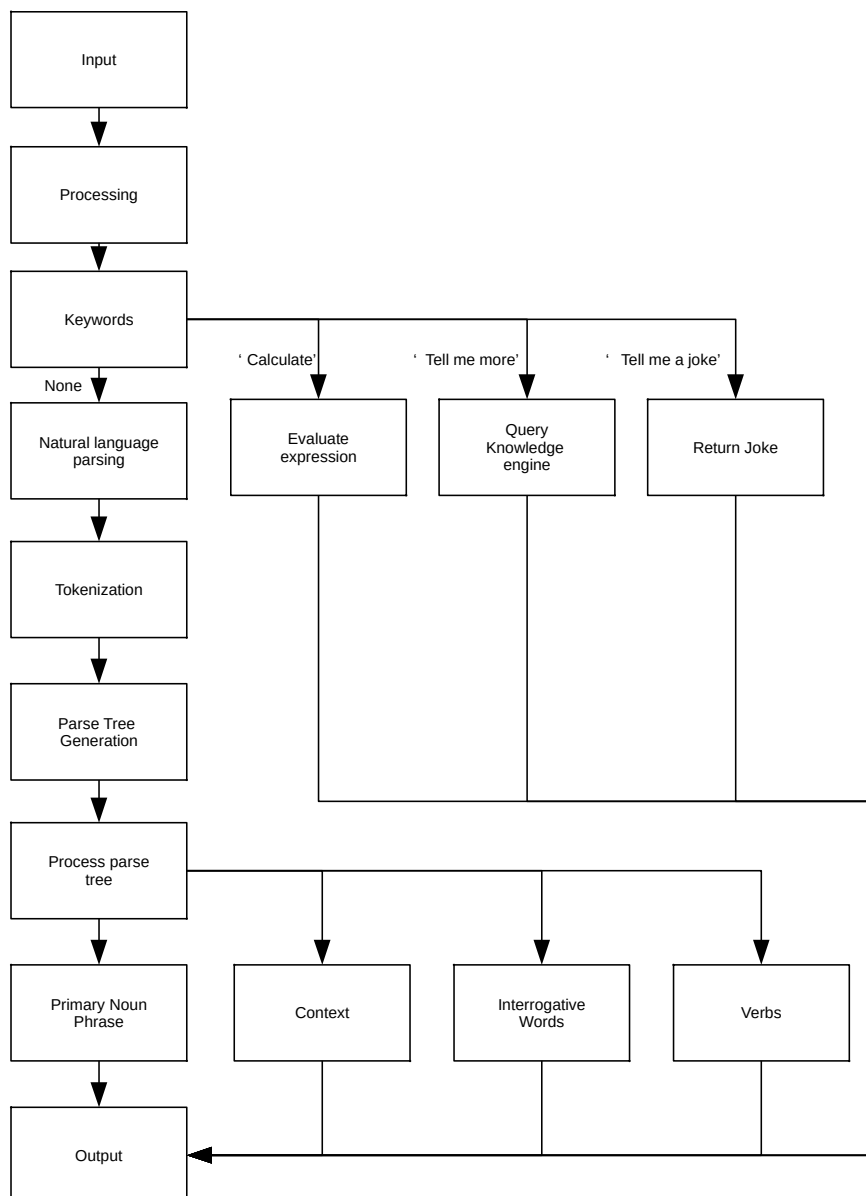 Input
Processing
Keywords
‘ Calculate’
‘ Tell me more’
‘ Tell me a joke’
None
Natural language
parsing
Evaluate
expression
Query
Knowledge
engine
Return Joke
Tokenization
Parse Tree
Generation
Process parse
tree
Primary Noun
Phrase
Context
Interrogative
Words
Verbs
Output